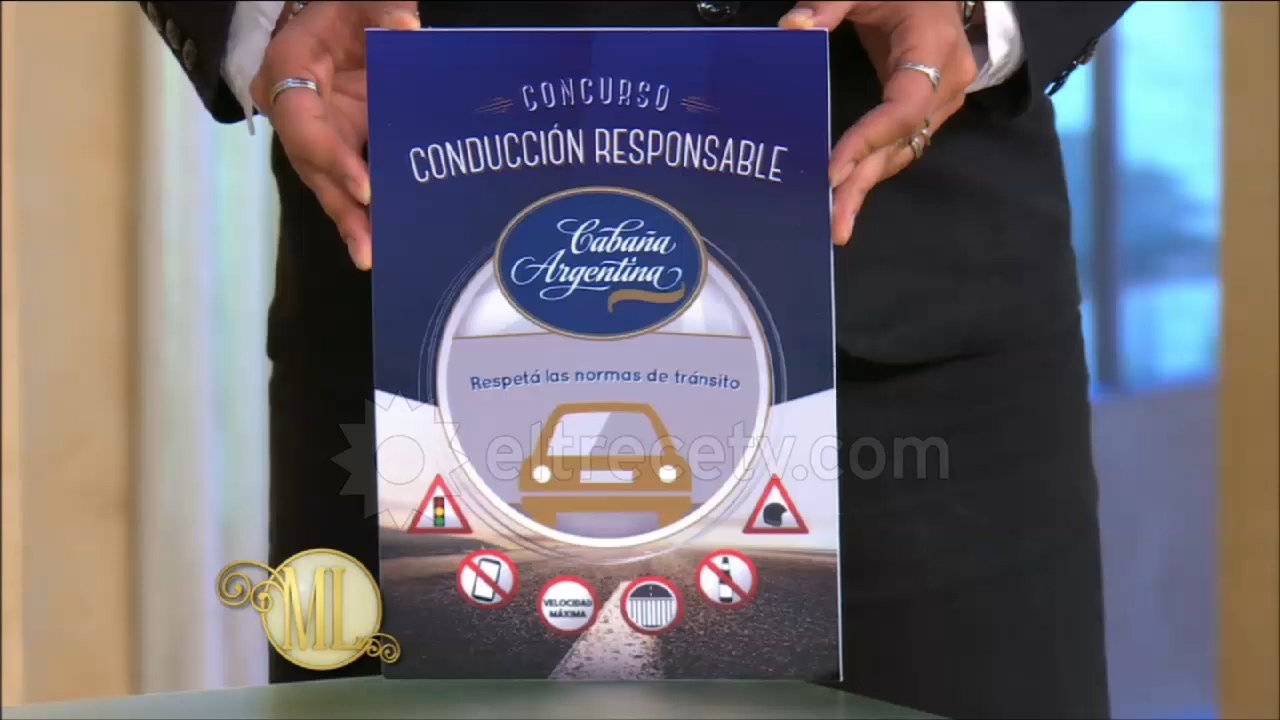 CONCURSO
CONDUCCIÓN RESPONSABLE
Cabaña
Argentina
Respetá las normas de tránsito
eltrecetv.com
VELOCIDAD
MÁXIMA
ML